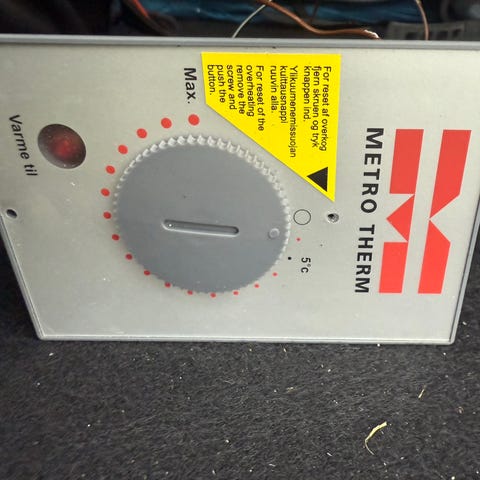 METRO THERM
For reset af overkog
fjern skruen og tryk
knappen ind.
Ylikuumenemissuojan
kuittausnappi
ruuvin alla.
For reset of the
overheating
remove the
screw and
push the
button.
5°C
Max.
Varme til